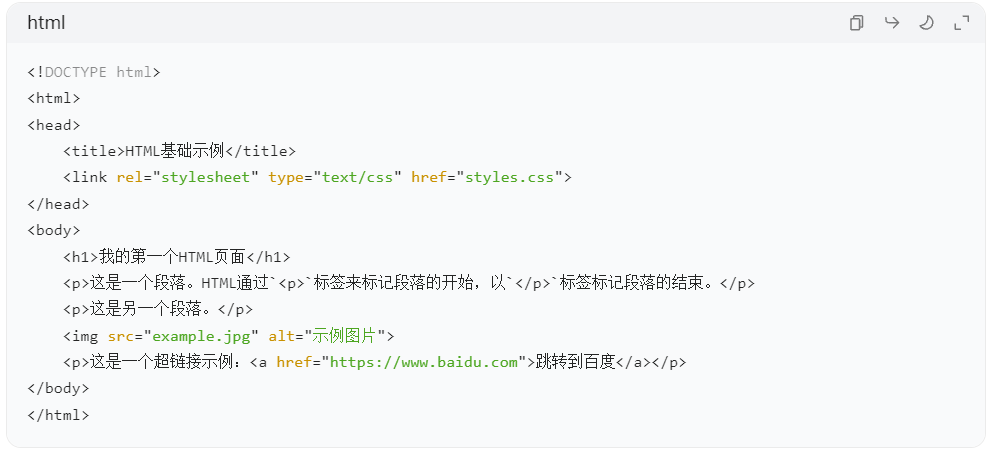 html
<!DOCTYPE html>
<html>
<head>
    <title>HTML基础示例</title>
    <link rel="stylesheet" type="text/css" href="styles.css">
</head>
<body>
    <h1>我的第一个HTML页面</h1>
    <p>这是一个段落。HTML通过`<p>`标签来标记段落的开始，以`</p>`标签标记段落的结束。</p>
    <p>这是另一个段落。</p>
    <img src="example.jpg" alt="示例图片">
    <p>这是一个超链接示例：<a href="https://www.baidu.com">跳转到百度</a></p>
</body>
</html>